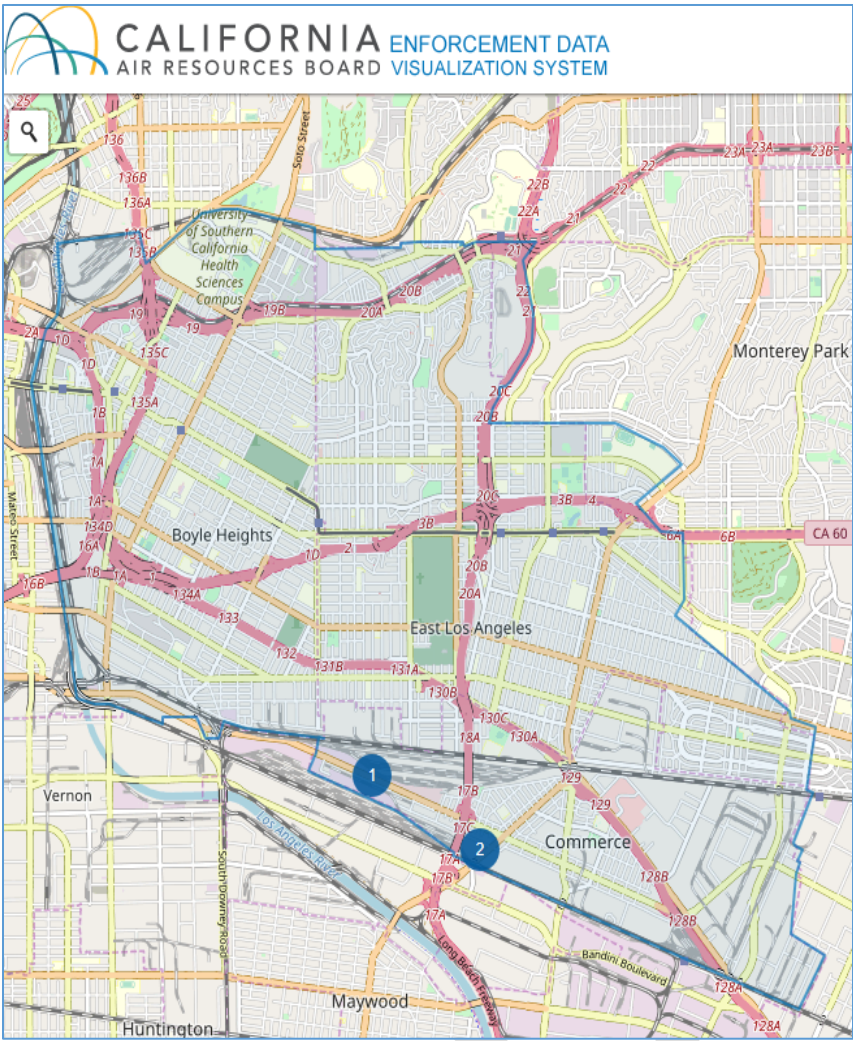 CALIFORNIA
AIR RESOURCES BOARD
ENFORCEMENT DATA
VISUALIZATION SYSTEM
25
136
Soto Street
23A
23A
23B
22
22
136B
22B
136A
22A
21
University
of Southern
California
Health
Sciences
Campus
135B
21
20B
22
19B
20A
19
19
2A
1D
135C
Monterey Park
1D
20C
135A
1B
20B
1A
Mateo Street
1A
20C
3B
4
134D
3B
Boyle Heights
6A
6B
CA 60
16A
1D
2
16B
1B
1A
1
20B
134A
20A
133
East Los Angeles
132
131B
131A
130B
130C
18A
130A
1
129
17B
Vernon
129
17C
Los Angeles River
2
Commerce
17A
17B
128B
South Downey Road
17A
128B
Long Beach Freeway
Bandini Boulevard
128A
Maywood
128A
Huntington